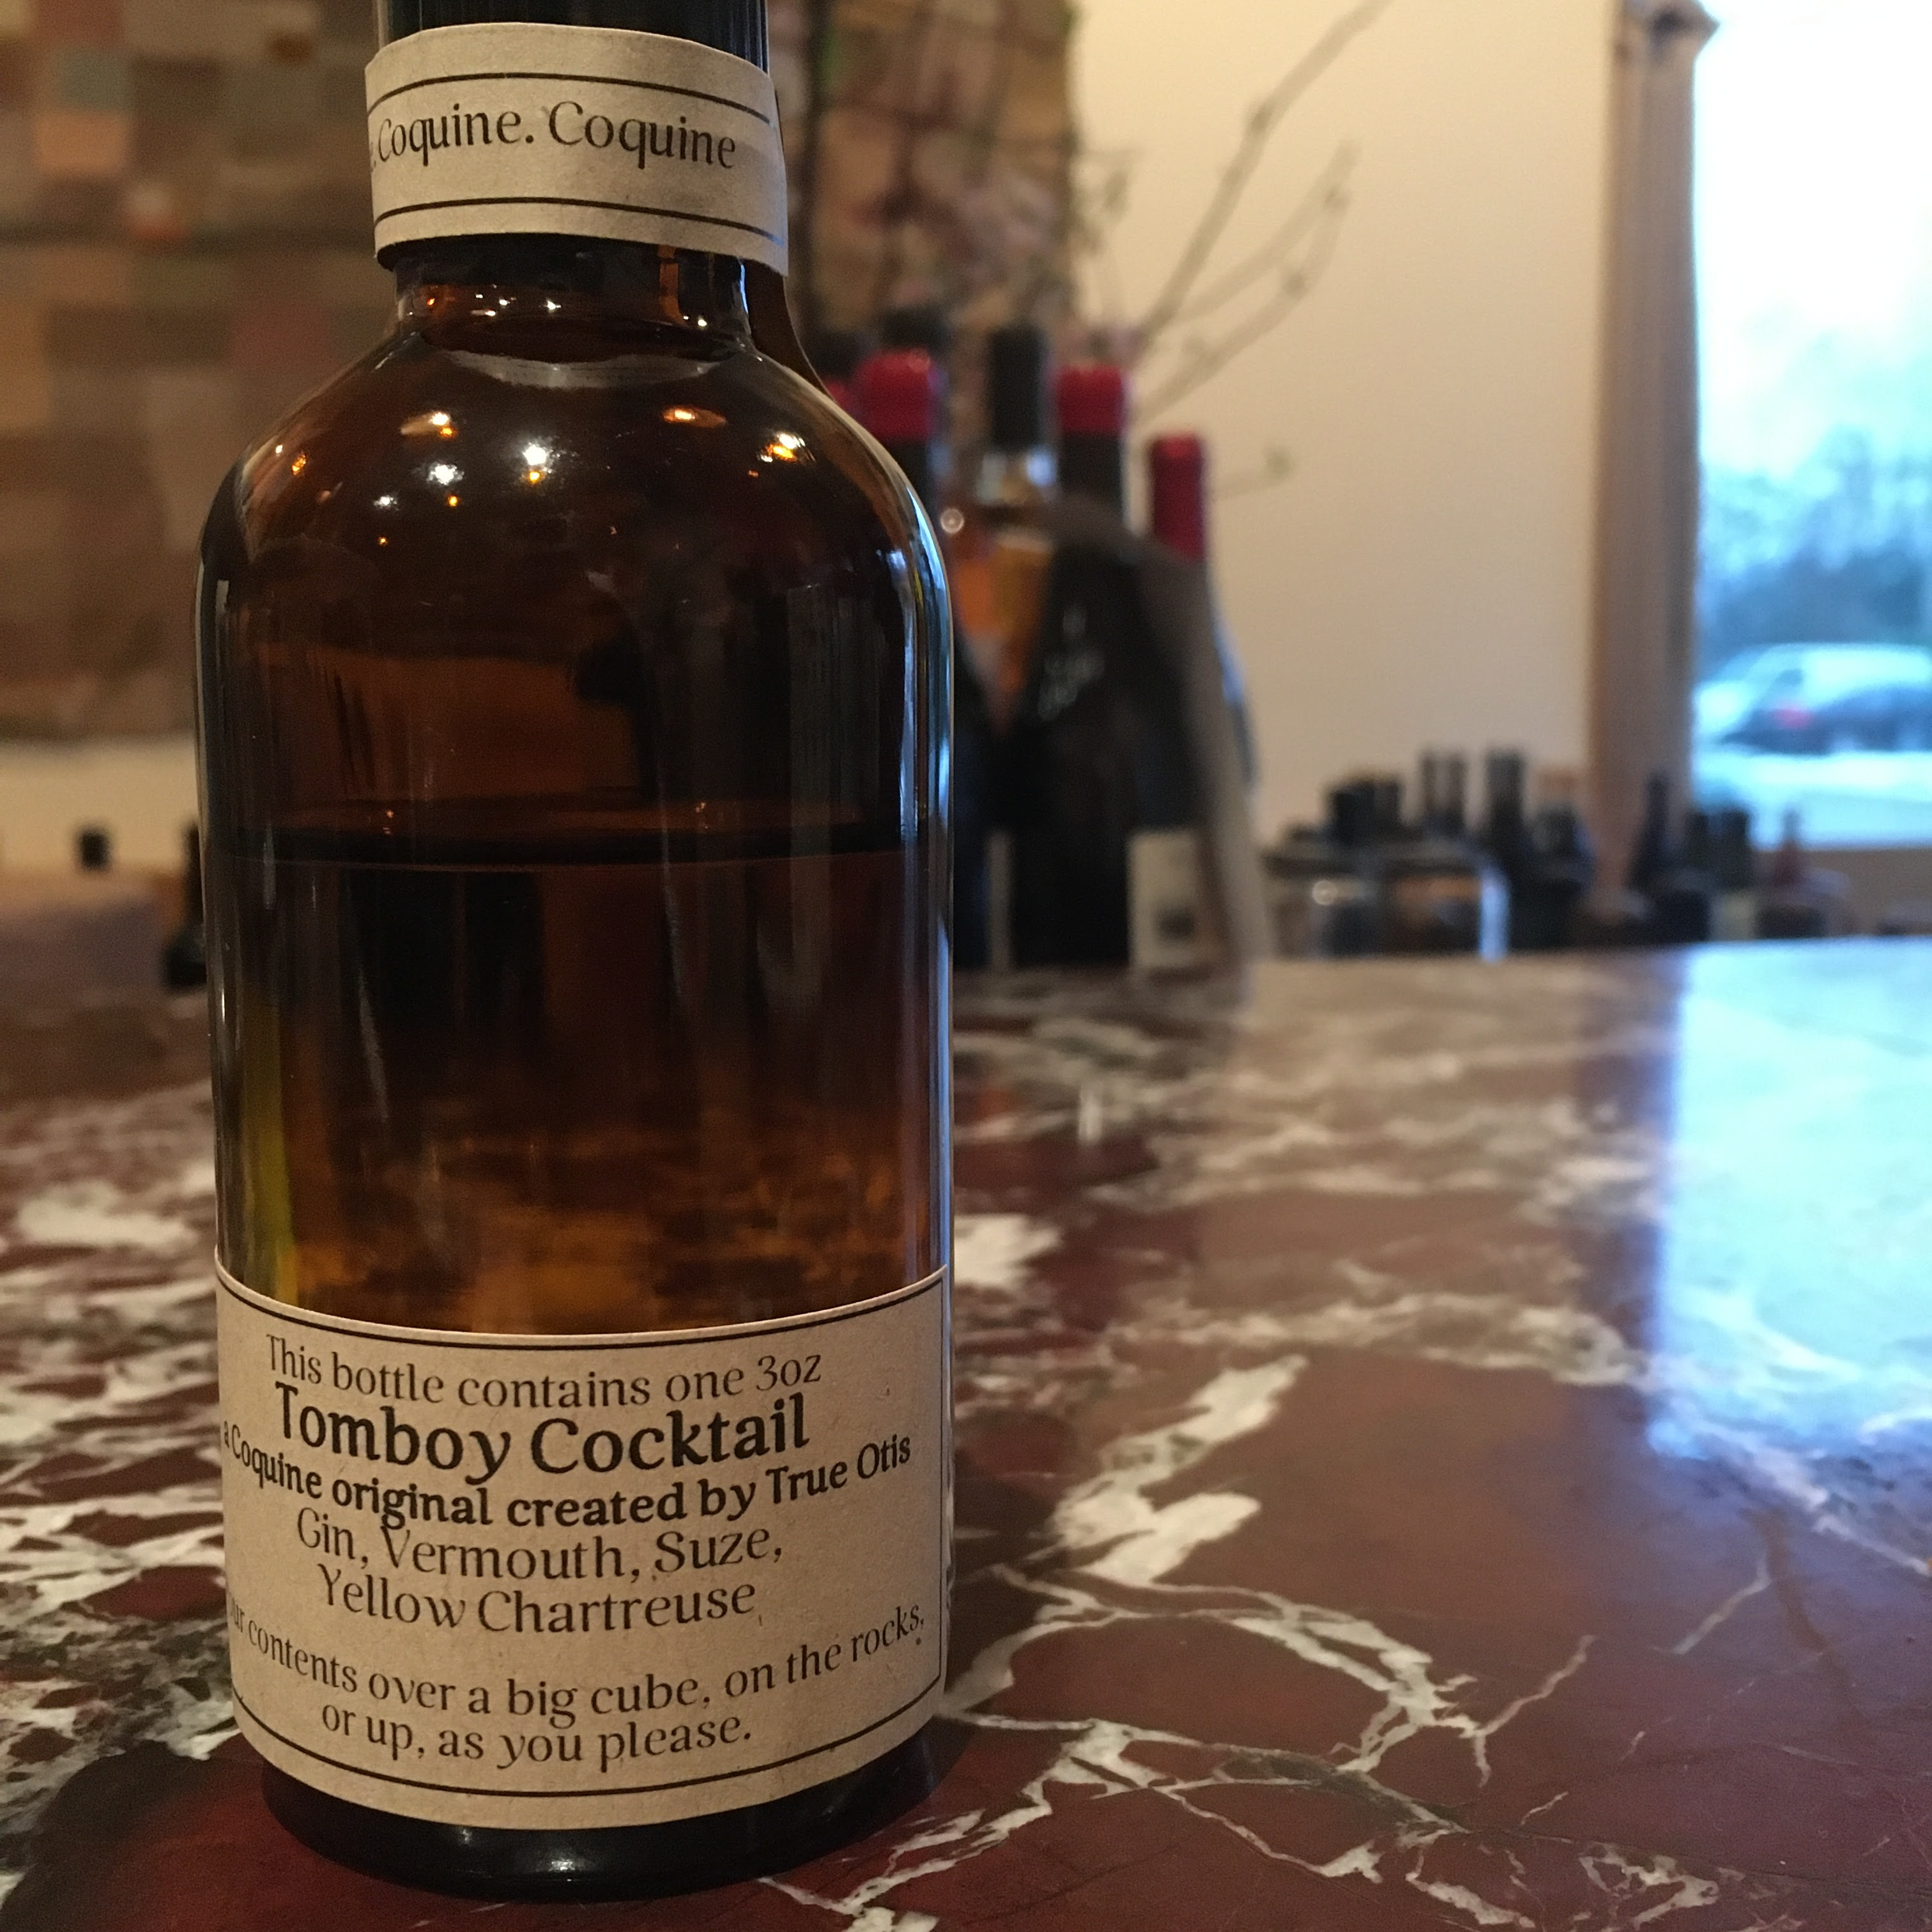 Coquine. Coquine
This bottle contains one 3oz
Tomboy Cocktail
a Coquine original created by True Otis
Gin, Vermouth, Suze,
Yellow Chartreuse
contents over a big cube, on the rocks,
or up, as you please.